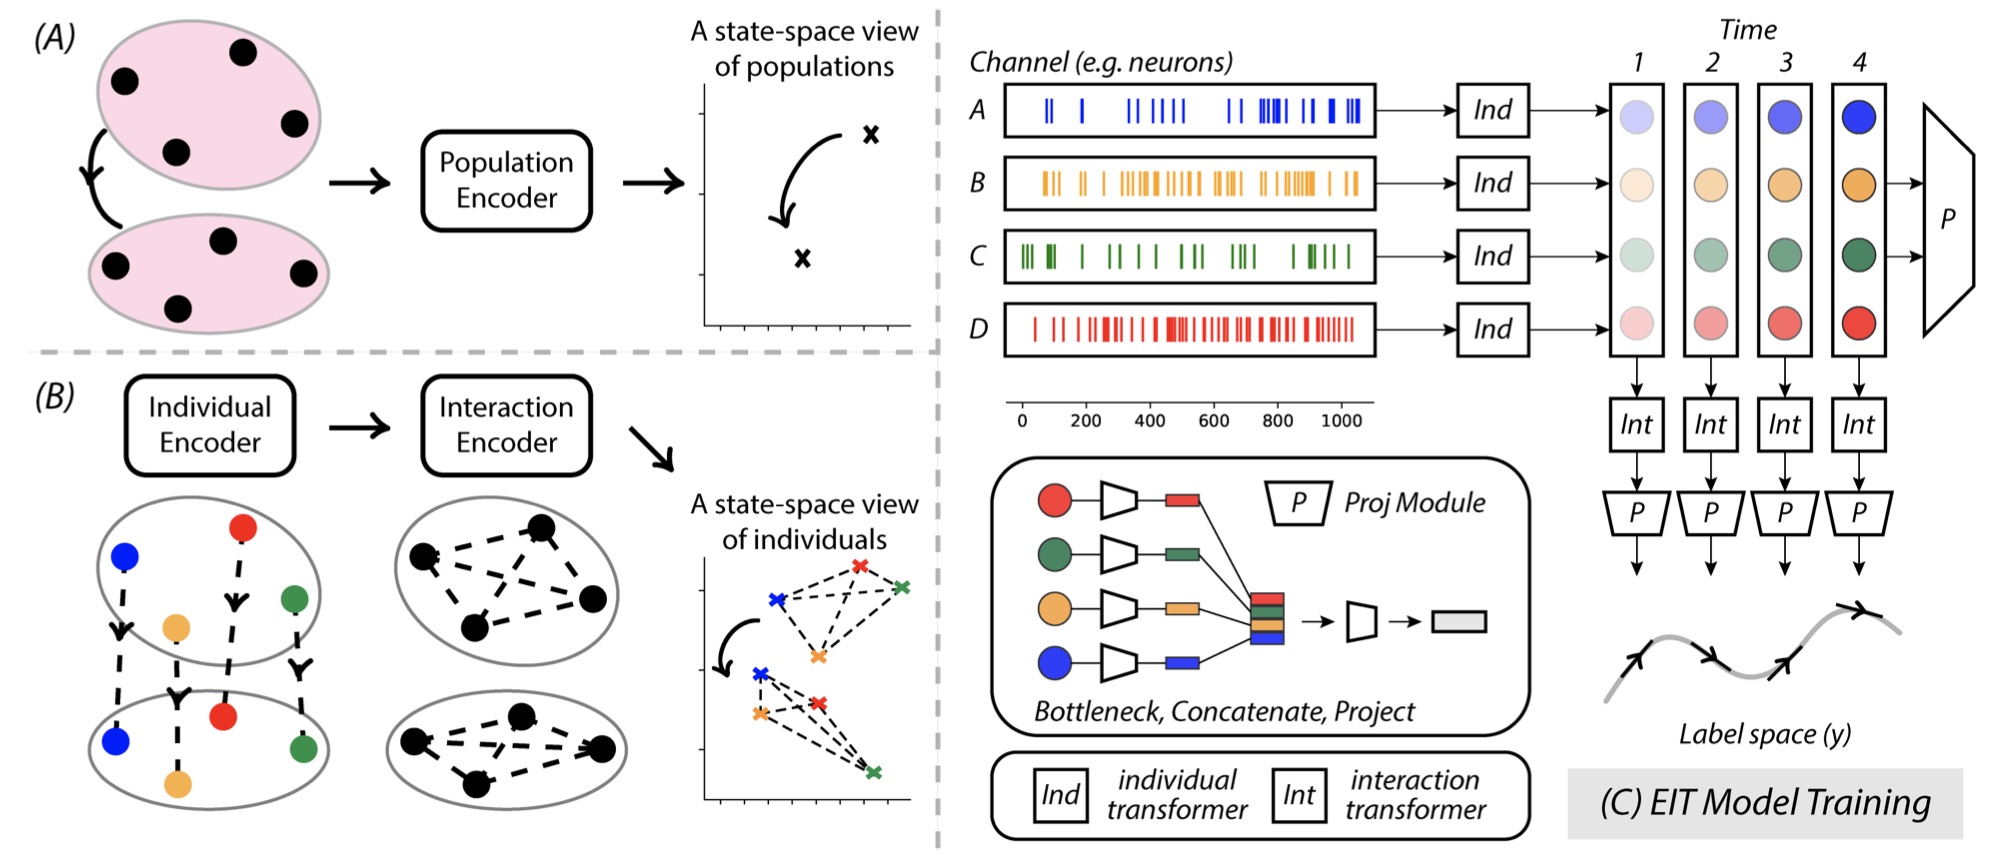 (A)
Population
Encoder
A state-space view
of populations
(B)
Individual
Encoder
Interaction
Encoder
A state-space view
of individuals
Channel (e.g. neurons)
A
B
C
D
Ind
Ind
Ind
Ind
0 200 400 600 800 1000
Time
1 2 3 4
P
Int Int Int Int
P P P P
P Proj Module
Bottleneck, Concatenate, Project
Ind individual
transformer
Int interaction
transformer
Label space (y)
(C) EIT Model Training